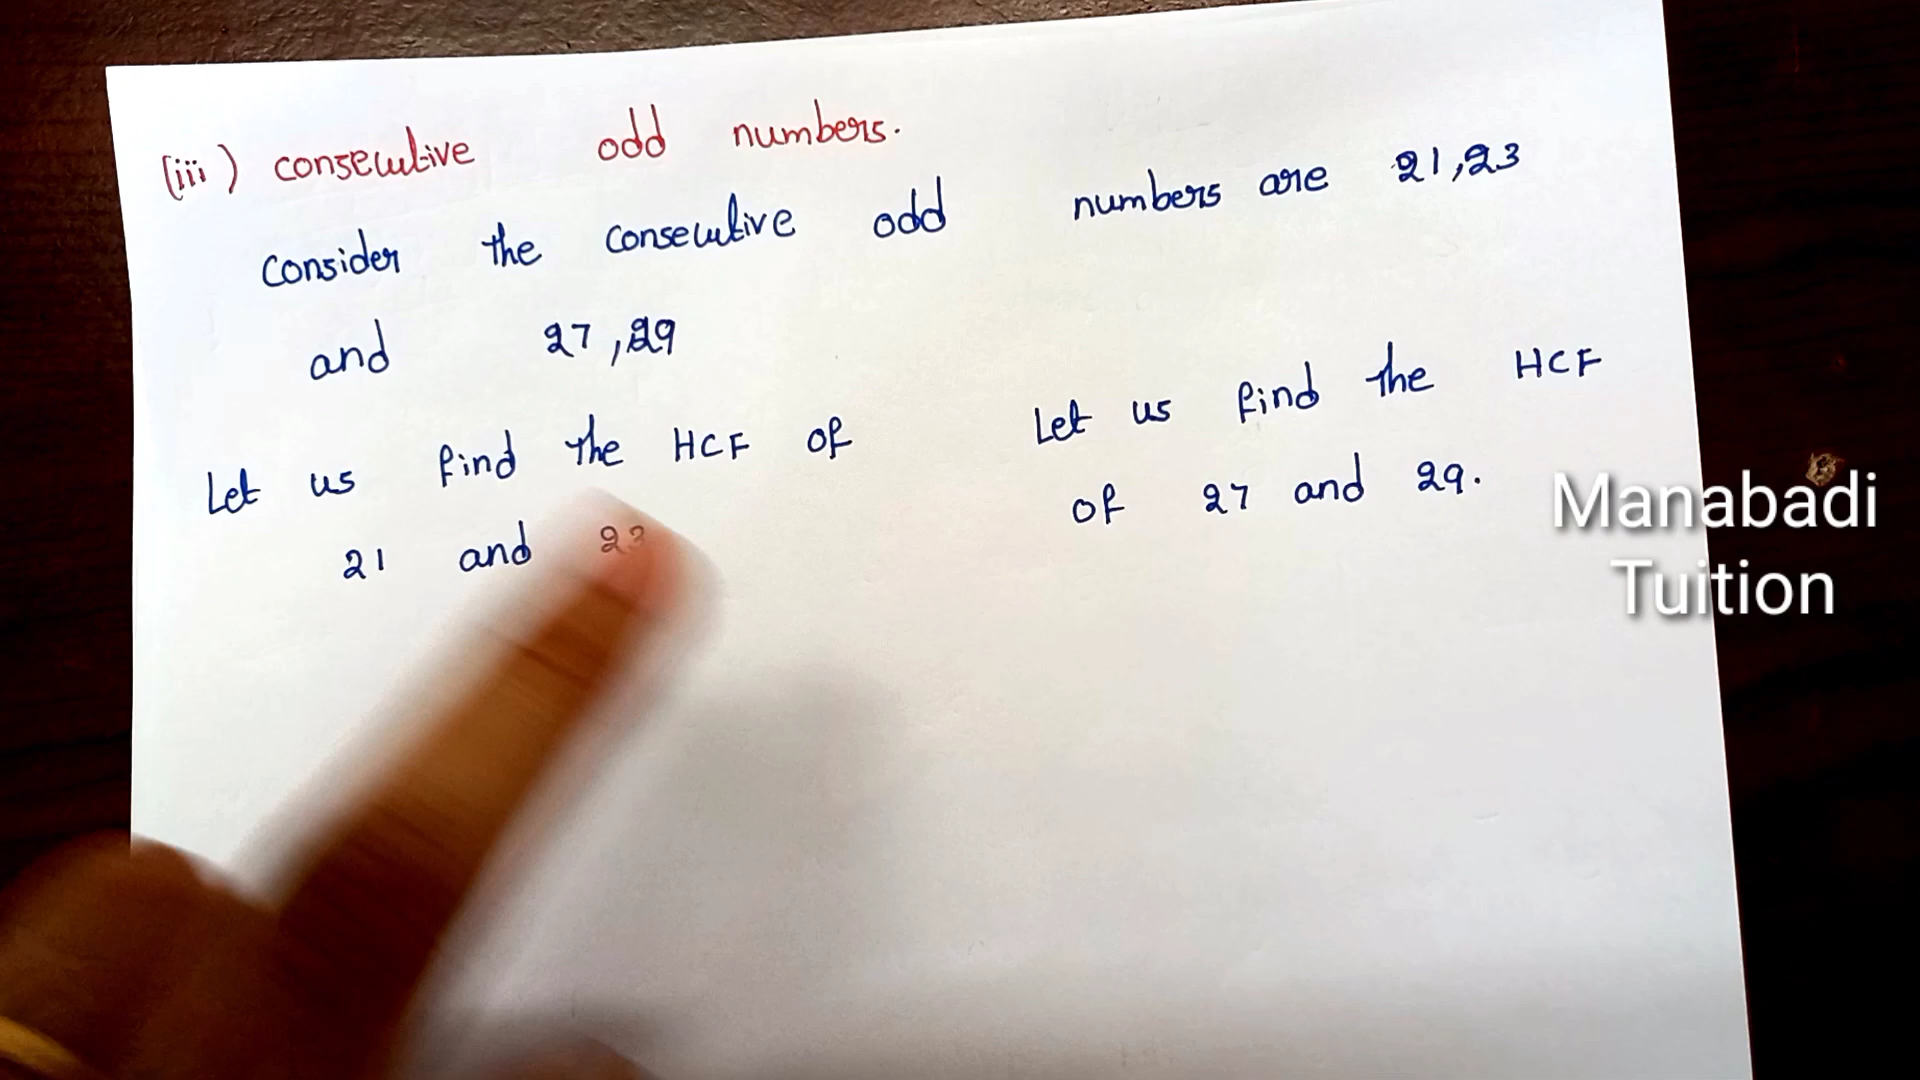 (iii) consecutive odd numbers.
Consider the consecutive odd numbers are 21,23
and 27,29
Let us find the HCF of
21 and 23
Let us find the HCF
of 27 and 29.
Manabadi
Tuition